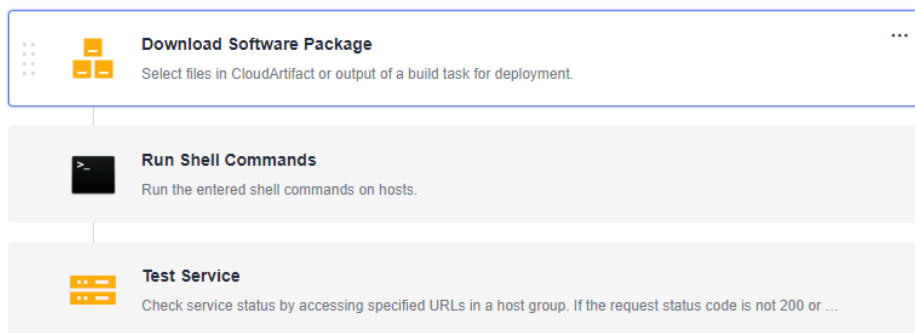 Download Software Package
...
Select files in CloudArtifact or output of a build task for deployment.
>_
Run Shell Commands
Run the entered shell commands on hosts.
Test Service
Check service status by accessing specified URLs in a host group. If the request status code is not 200 or ...